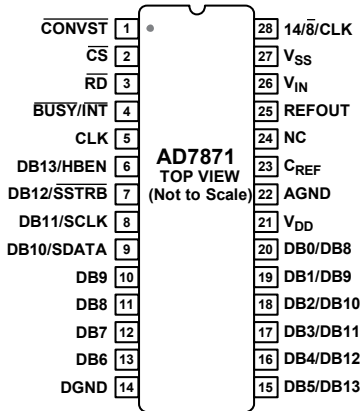 CONVST 1
CS 2
RD 3
BUSY/INT 4
CLK 5
DB13/HBEN 6
DB12/SSTRB 7
DB11/SCLK 8
DB10/SDATA 9
DB9 10
DB8 11
DB7 12
DB6 13
DGND 14
AD7871
TOP VIEW
(Not to Scale)
28 14/8/CLK
27 VSS
26 VIN
25 REFOUT
24 NC
23 CREF
22 AGND
21 VDD
20 DB0/DB8
19 DB1/DB9
18 DB2/DB10
17 DB3/DB11
16 DB4/DB12
15 DB5/DB13